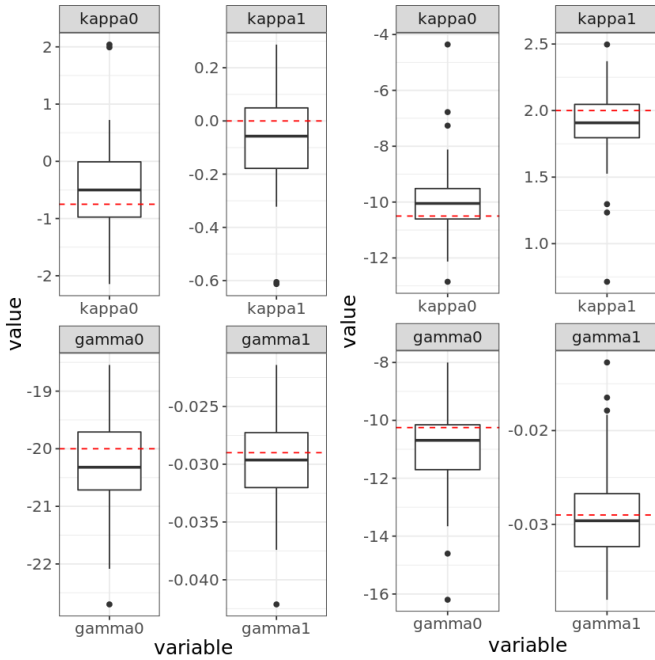 kappa0 kappa1
2
1
0
-1
-2
kappa0
0.2
0.0
-0.2
-0.4
-0.6
kappa1
gamma0 gamma1
-19
-20
-21
-22
gamma0
-0.025
-0.030
-0.035
-0.040
gamma1
value
variable
kappa0 kappa1
-4
-6
-8
-10
-12
kappa0
2.5
2.0
1.5
1.0
kappa1
gamma0 gamma1
-8
-10
-12
-14
-16
gamma0
-0.02
-0.03
gamma1
value
variable